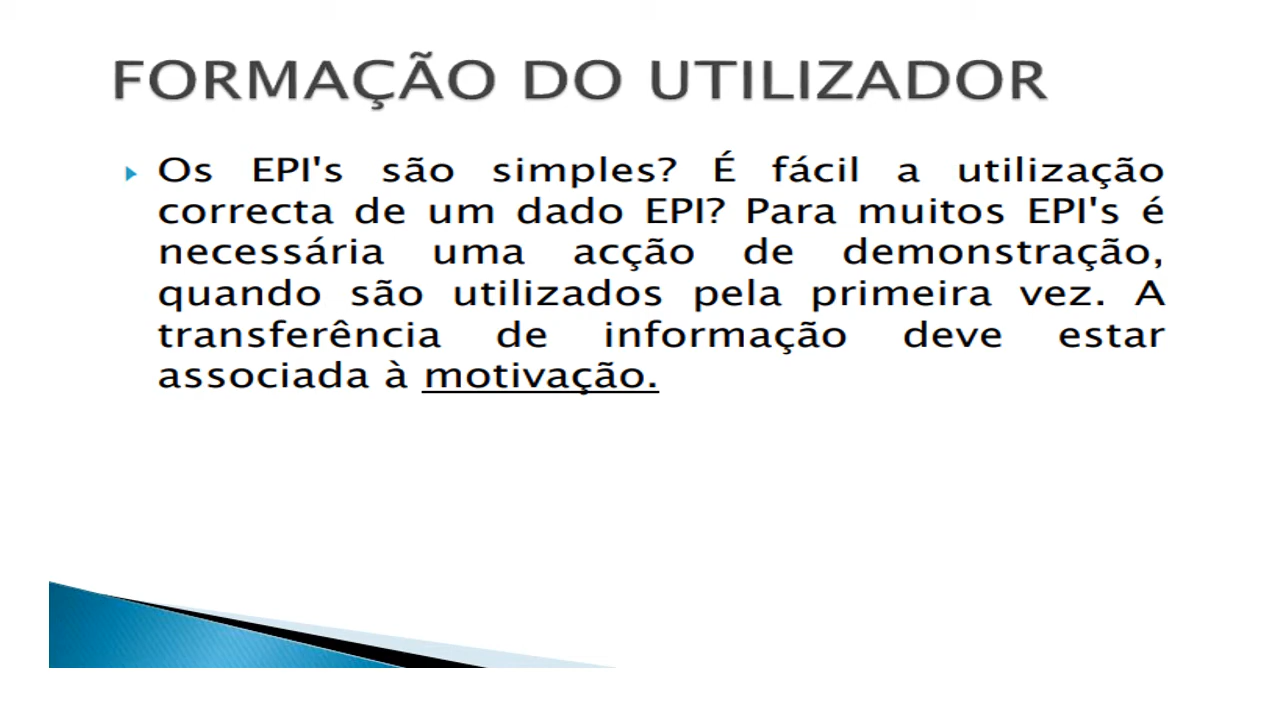 FORMAÇÃO DO UTILIZADOR
Os EPI's são simples? É fácil a utilização
correcta de um dado EPI? Para muitos EPI's é
necessária uma acção de demonstração,
quando são utilizados pela primeira vez. A
transferência de informação deve estar
associada à motivação.